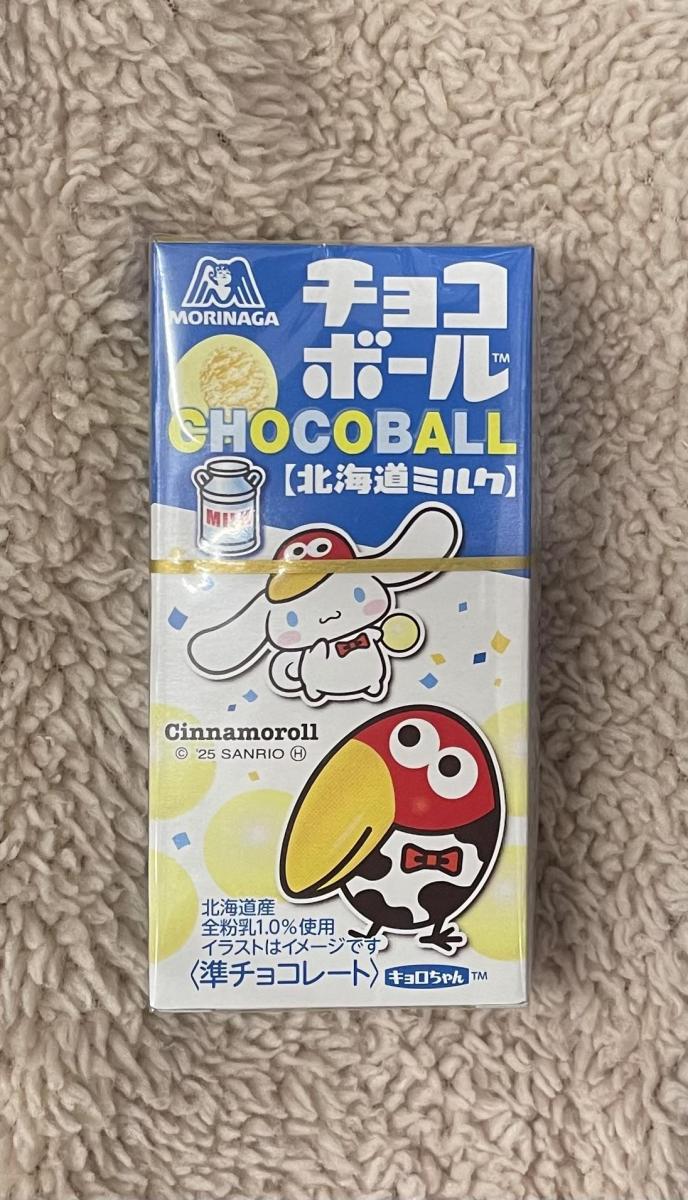 MORINAGA
チョコ
ボール™
CHOCOBALL
【北海道ミルク】
MILK
Cinnamoroll
© '25 SANRIO Ⓗ
北海道産
全粉乳1.0%使用
イラストはイメージです
〈準チョコレート〉
キョロちゃん™